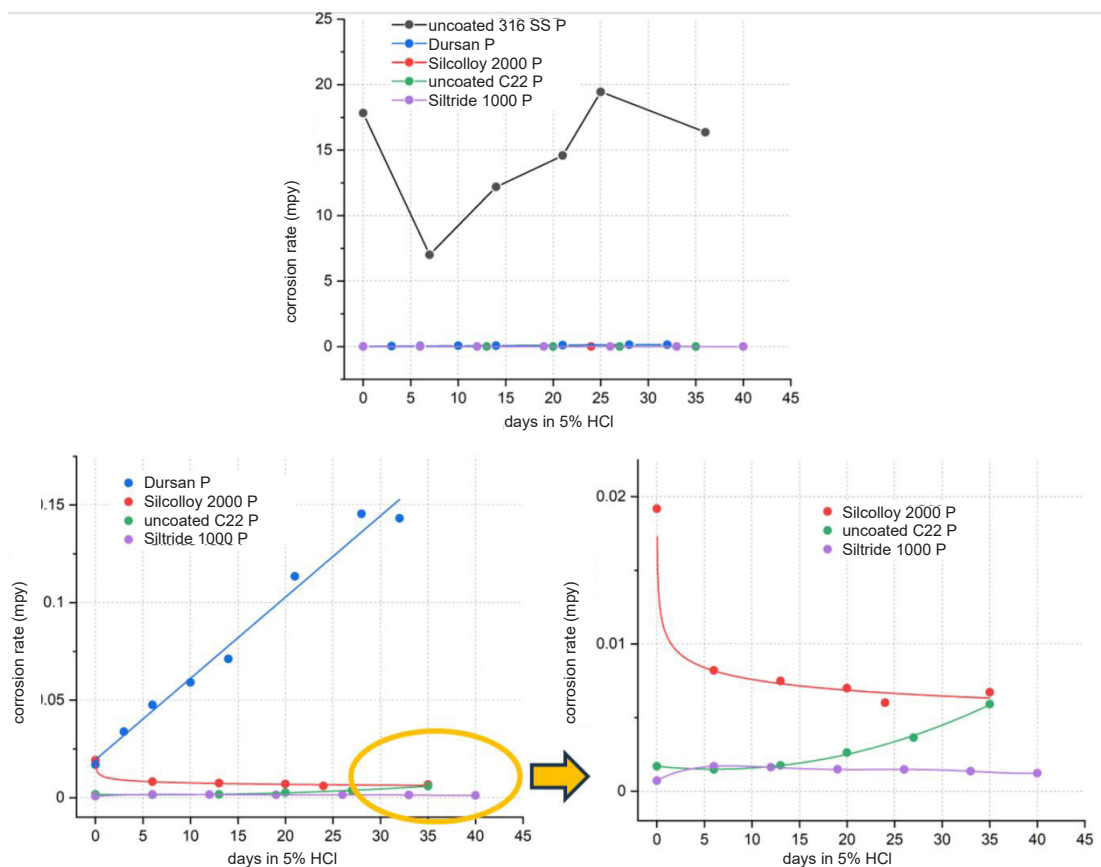 uncoated 316 SS P
Dursan P
Silcolloy 2000 P
uncoated C22 P
Siltride 1000 P
25
20
15
10
5
0
corrosion rate (mpy)
0 5 10 15 20 25 30 35 40 45
days in 5% HCl
Dursan P
Silcolloy 2000 P
uncoated C22 P
Siltride 1000 P
0.15
0.1
0.05
0
corrosion rate (mpy)
0 5 10 15 20 25 30 35 40 45
days in 5% HCl
Silcolloy 2000 P
uncoated C22 P
Siltride 1000 P
0.02
0.01
0
corrosion rate (mpy)
0 5 10 15 20 25 30 35 40 45
days in 5% HCl